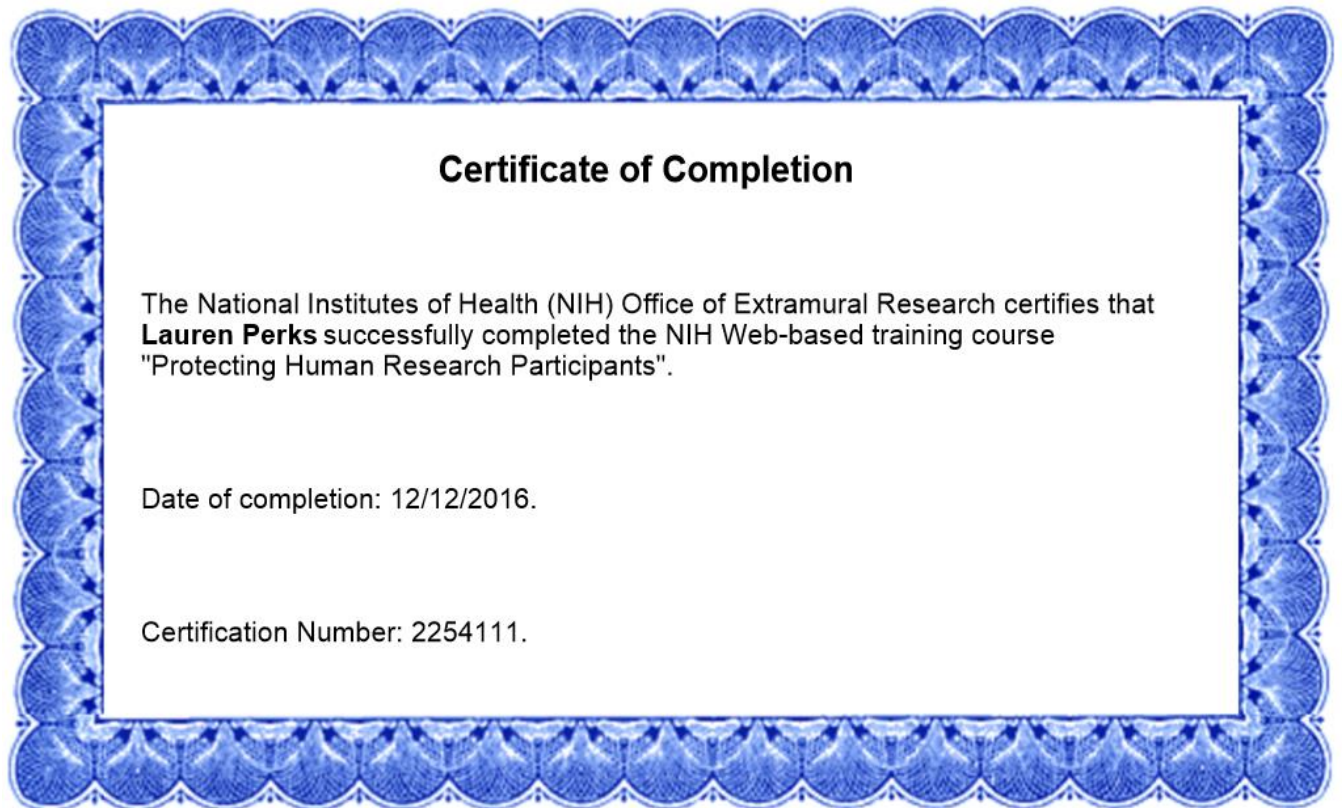 Certificate of Completion
The National Institutes of Health (NIH) Office of Extramural Research certifies that
Lauren Perks successfully completed the NIH Web-based training course
"Protecting Human Research Participants".
Date of completion: 12/12/2016.
Certification Number: 2254111.